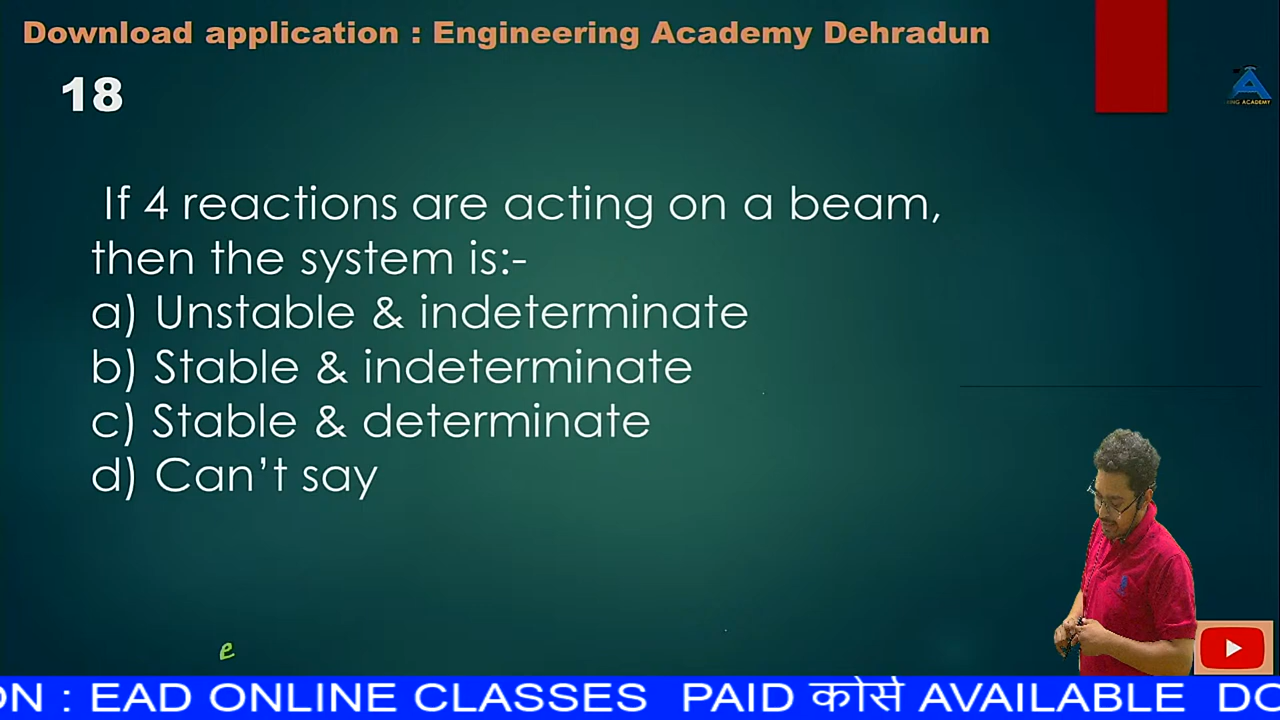 Download application : Engineering Academy Dehradun
18
If 4 reactions are acting on a beam,
then the system is:-
a) Unstable & indeterminate
b) Stable & indeterminate
c) Stable & determinate
d) Can't say
e
ON : EAD ONLINE CLASSES PAID कोर्स AVAILABLE DO